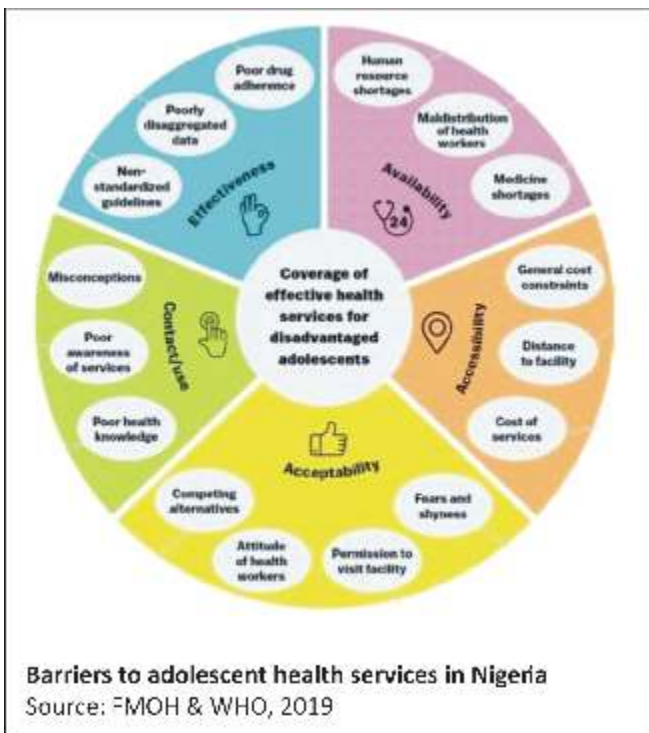 Poor drug
adherence
Poorly
disaggregated
data
Non-
standardized
guidelines
Effectiveness
Human
resource
shortages
Maldistribution
of health
workers
Medicine
shortages
Availability
24
General cost
constraints
Distance
to facility
Cost of
services
Accessibility
Coverage of
effective health
services for
disadvantaged
adolescents
Misconceptions
Poor
awareness
of services
Poor health
knowledge
Contact/use
Acceptability
Competing
alternatives
Attitude
of health
workers
Permission to
visit facility
Fears and
shyness
Barriers to adolescent health services in Nigeria
Source: FMOH & WHO, 2019